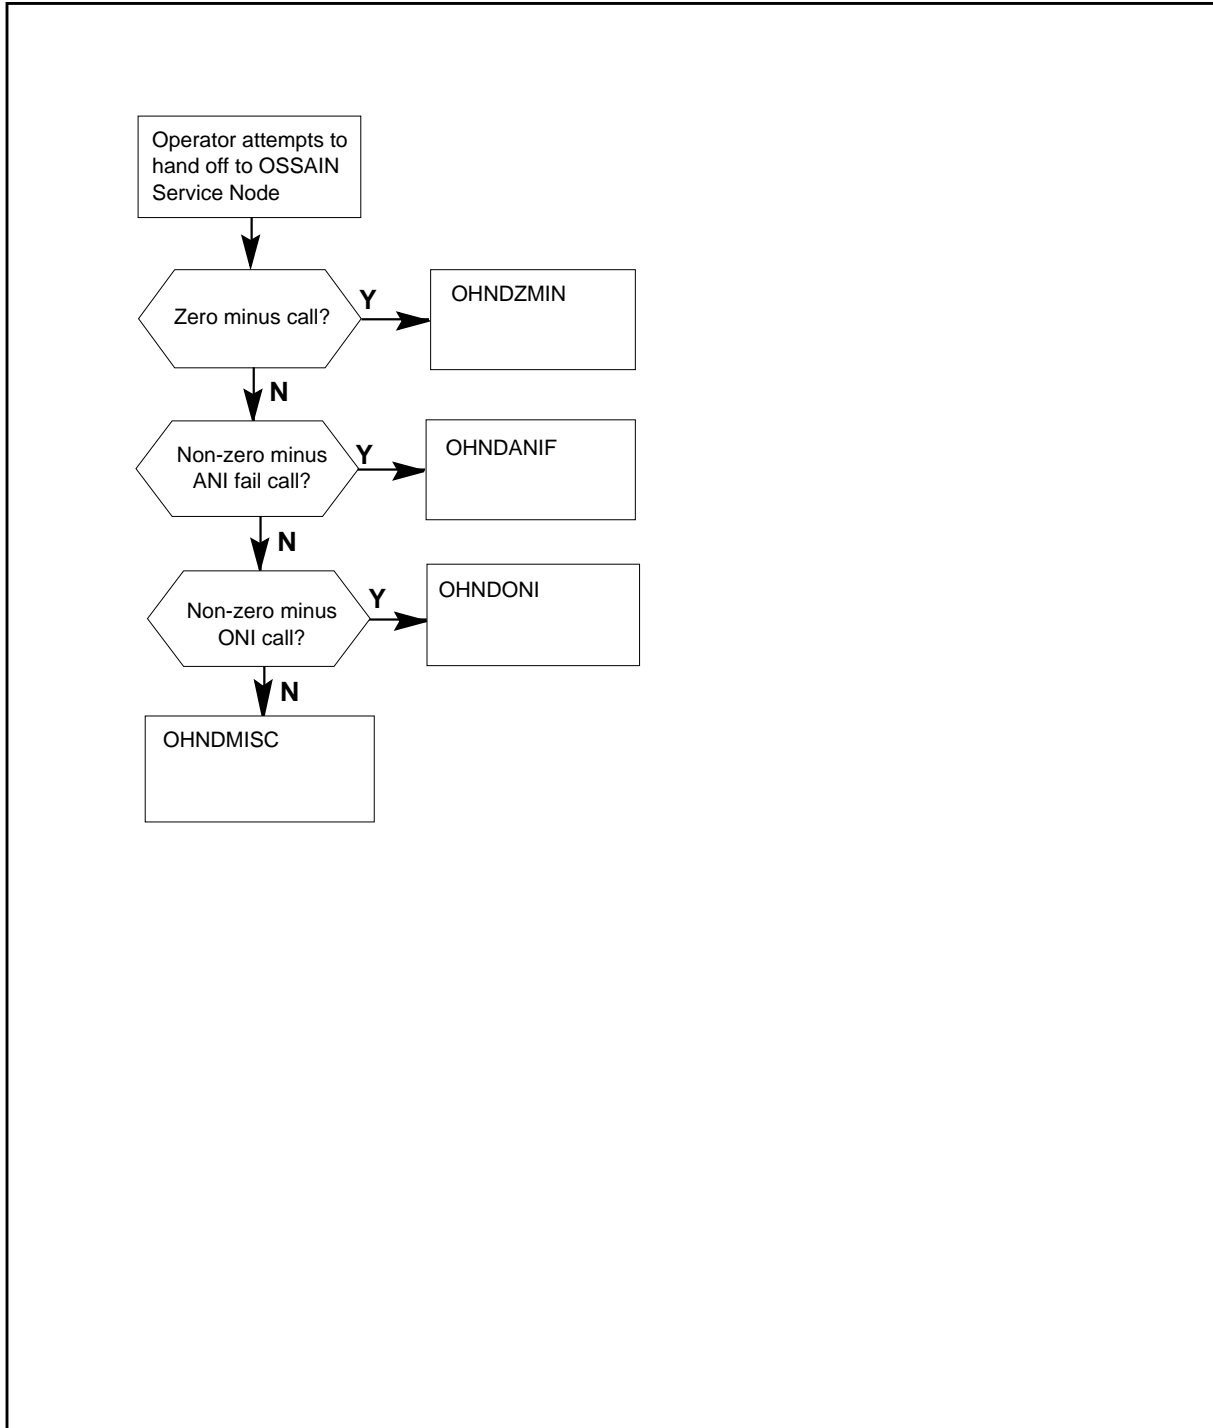 Operator attempts to
hand off to OSSAIN
Service Node
Zero minus call?
Y
OHNDZMIN
N
Non-zero minus
ANI fail call?
Y
OHNDANIF
N
Non-zero minus
ONI call?
Y
OHNDONI
N
OHNDMISC